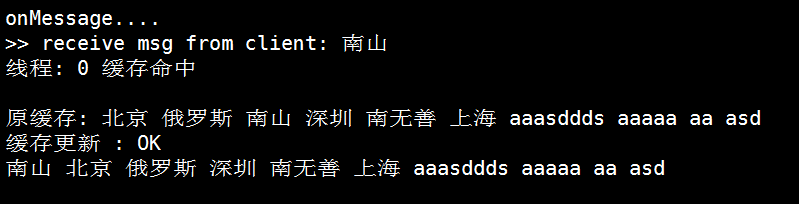 onMessage....
>> receive msg from client: 南山
线程: 0 缓存命中
原缓存: 北京 俄罗斯 南山 深圳 南无善 上海 aaasddds aaaaa aa asd
缓存更新 : OK
南山 北京 俄罗斯 深圳 南无善 上海 aaasddds aaaaa aa asd